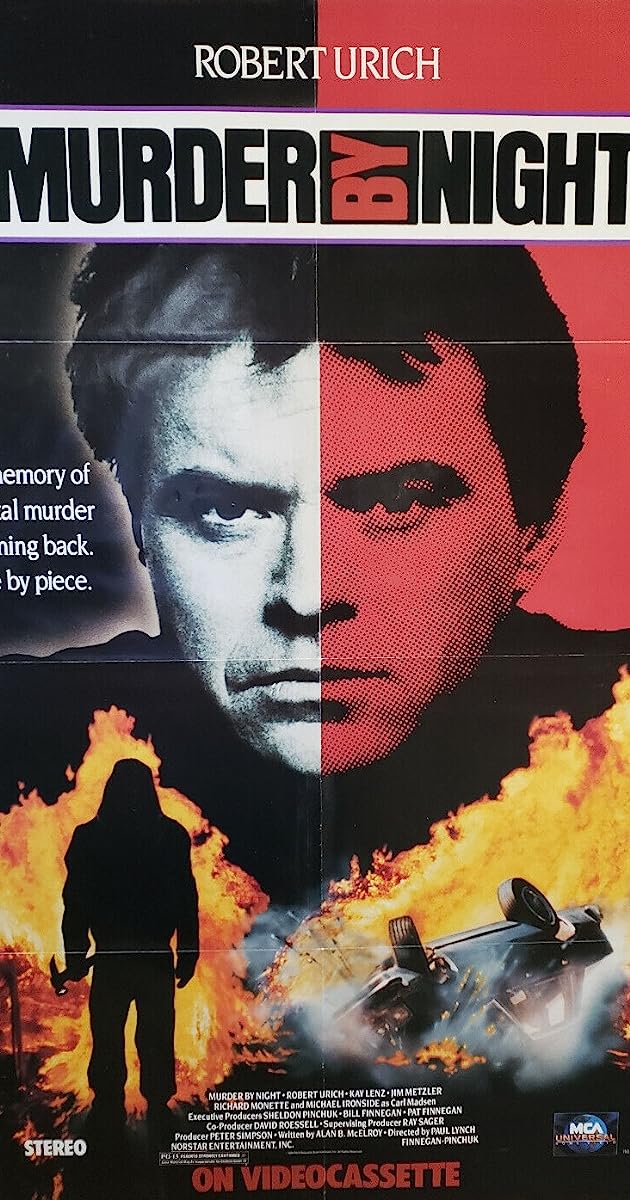 ROBERT URICH
MURDER BY NIGHT
emory of
tal murder
ning back.
by piece.
MURDER BY NIGHT • ROBERT URICH • KAY LENZ • JIM METZLER
RICHARD MONETTE and MICHAEL IRONSIDE as Carl Madsen
Executive Producers SHELDON PINCHUK • BILL FINNEGAN • PAT FINNEGAN
Co-Producer DAVID ROESSELL • Supervising Producer RAY SAGER
Producer PETER SIMPSON • Written by ALAN B. McELROY • Directed by PAUL LYNCH
NORSTAR ENTERTAINMENT, INC. FINNEGAN-PINCHUK
STEREO
PG-13
MCA
UNIVERSAL
ON VIDEOCASSETTE